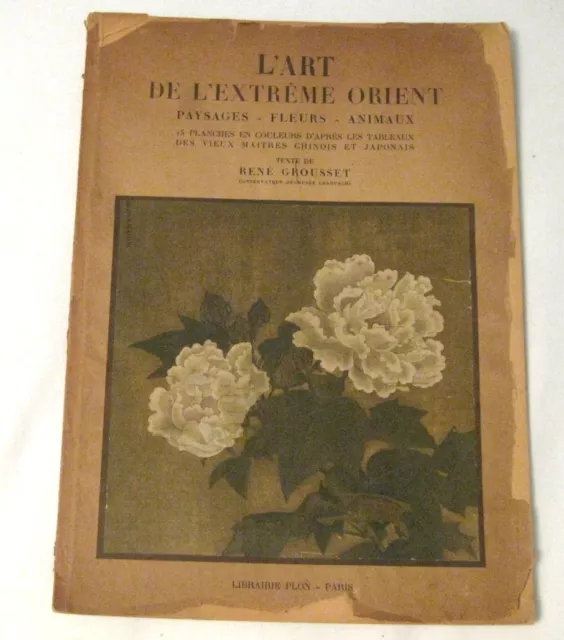 L'ART
DE L'EXTRÊME ORIENT
PAYSAGES - FLEURS - ANIMAUX
15 PLANCHES EN COULEURS D'APRÈS LES TABLEAUX
DES VIEUX MAITRES CHINOIS ET JAPONAIS
TEXTE DE
RENÉ GROUSSET
CONSERVATEUR
LIBRAIRIE PLON - PARIS